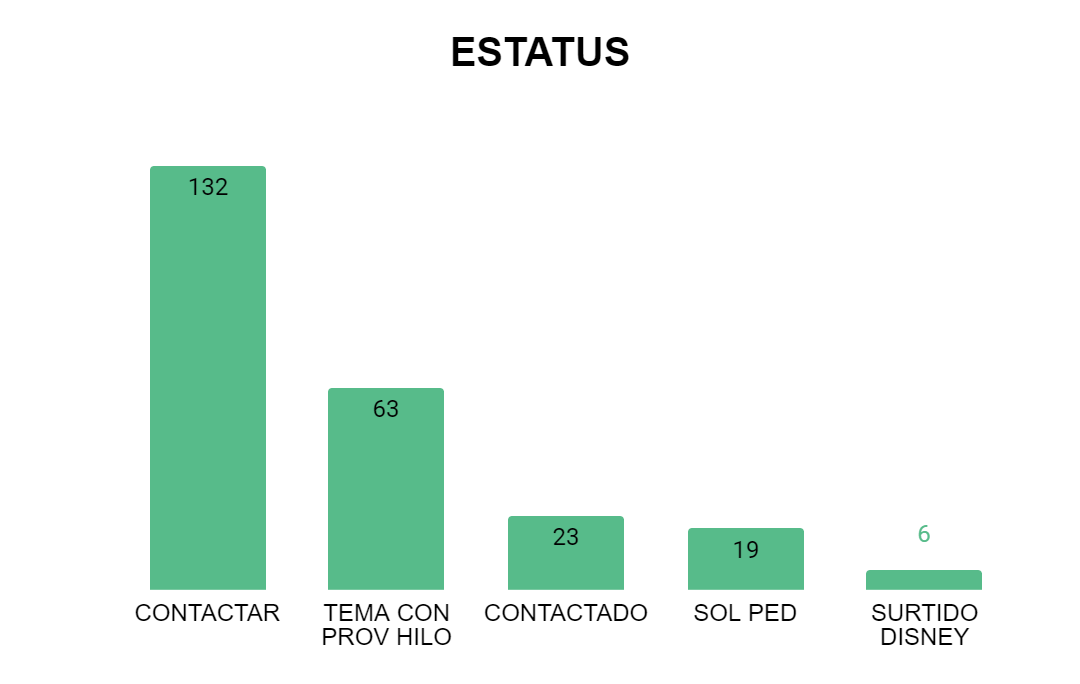 ESTATUS
132
63
23
19
6
CONTACTAR
TEMA CON
PROV HILO
CONTACTADO
SOL PED
SURTIDO
DISNEY